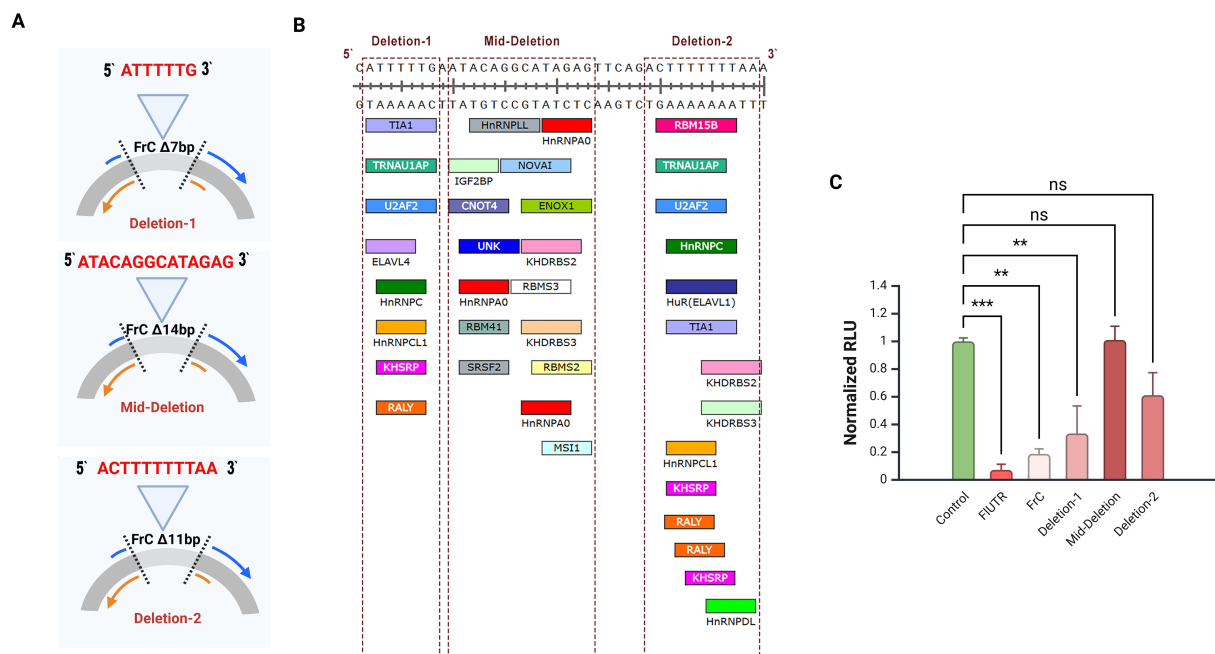 A
5` ATTTTTG 3`
FrC Δ7bp
Deletion-1
5` ATACAGGCATAGAG 3`
FrC Δ14bp
Mid-Deletion
5` ACTTTTTTTAA 3`
FrC Δ11bp
Deletion-2
B
Deletion-1 Mid-Deletion Deletion-2
5` 3`
CATTTTTGAATACAGGCATAGAGTTCAGACTTTTTTTAAA
GTAAAAACTTATGTCCGTATCTCAAGTCTGAAAAAAATTT
TIA1 HnRNPLL RBM15B
HnRNPA0
TRNAU1AP NOVAI TRNAU1AP
IGF2BP
U2AF2 CNOT4 ENOX1 U2AF2
UNK HnRNPC
ELAVL4 KHDRBS2
RBMS3
HnRNPC HnRNPA0 HuR(ELAVL1)
RBM41 TIA1
HnRNPCL1 KHDRBS3
KHSRP SRSF2 RBMS2
KHDRBS2
RALY
HnRNPA0 KHDRBS3
MSI1
HnRNPCL1
KHSRP
RALY
RALY
KHSRP
HnRNPDL
C
ns
ns
**
**
***
Normalized RLU
1.4
1.2
1
0.8
0.6
0.4
0.2
0
Control
FlUTR
FrC
Deletion-1
Mid-Deletion
Deletion-2